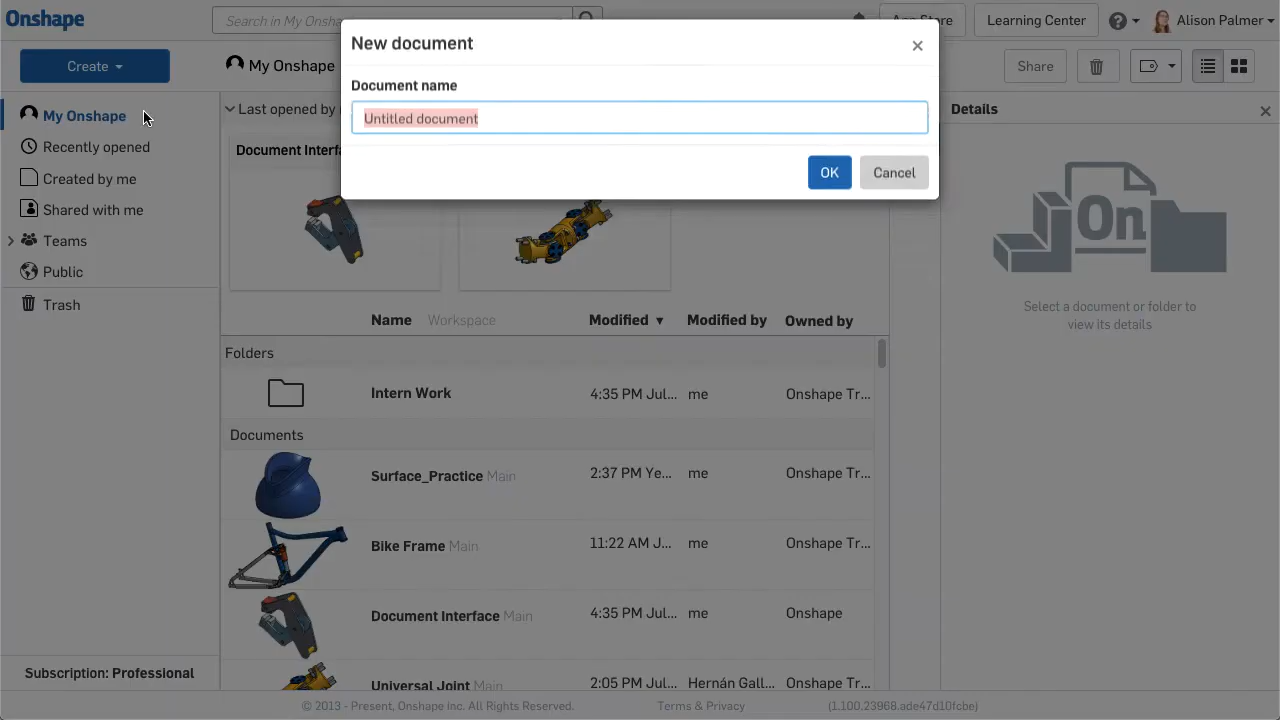 Onshape
Search in My Onsha
App Store
Learning Center
Alison Palmer
New document
Document name
Untitled document
OK
Cancel
Create
My Onshape
Share
My Onshape
Recently opened
Created by me
Shared with me
Teams
Public
Trash
Last opened by
Details
Document Interfa
Select a document or folder to
view its details
Name Workspace Modified ▼ Modified by Owned by
Folders
Intern Work 4:35 PM Jul... me Onshape Tr...
Documents
Surface_Practice Main 2:37 PM Ye... me Onshape Tr...
Bike Frame Main 11:22 AM J... me Onshape Tr...
Document Interface Main 4:35 PM Jul... me Onshape
Universal Joint Main 2:05 PM Jul... Hernán Gall... Onshape Tr...
On
Subscription: Professional
© 2013 - Present, Onshape Inc. All Rights Reserved. Terms & Privacy (1.100.23968.ade47d10fcbe)